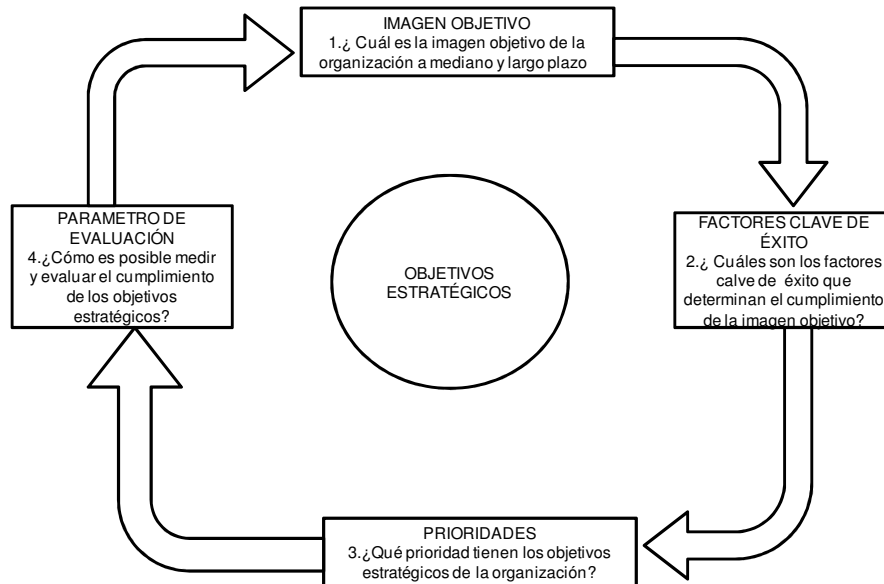 IMAGEN OBJETIVO
1.¿ Cuál es la imagen objetivo de la
organización a mediano y largo plazo
FACTORES CLAVE DE
ÉXITO
2.¿ Cuáles son los factores
calve de éxito que
determinan el cumplimiento
de la imagen objetivo?
PRIORIDADES
3.¿Qué prioridad tienen los objetivos
estratégicos de la organización?
PARAMETRO DE
EVALUACIÓN
4.¿Cómo es posible medir
y evaluar el cumplimiento
de los objetivos
estratégicos?
OBJETIVOS
ESTRATÉGICOS